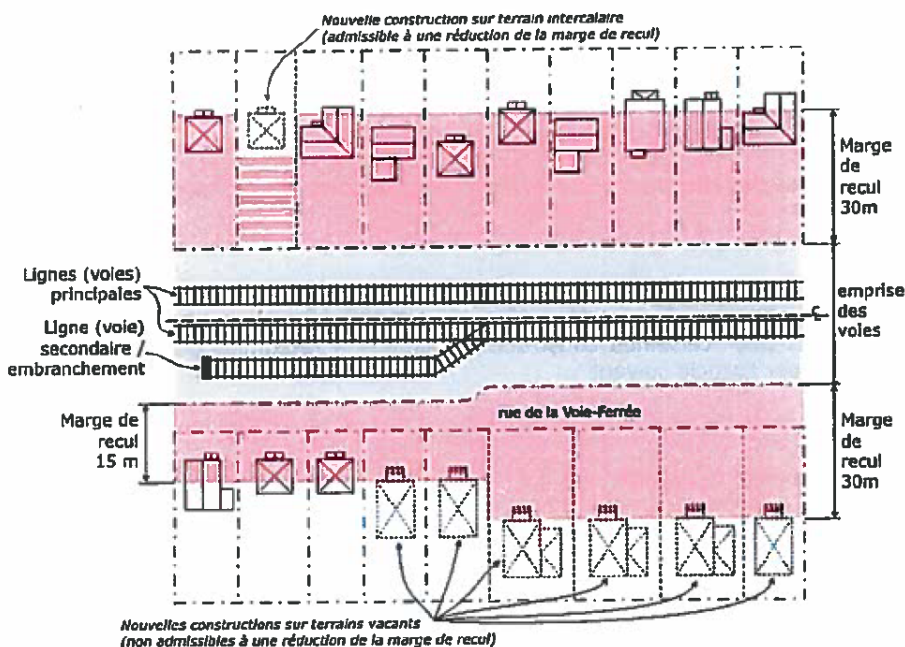 Nouvelle construction sur terrain intercalaire
(admissible à une réduction de la marge de recul)
Marge
de
recul
30m
Lignes (voies)
principales
Ligne (voie)
secondaire /
embranchement
emprise
des
voies
rue de la Voie-Ferrée
Marge de
recul
15 m
Marge
de
recul
30m
Nouvelles constructions sur terrains vacants
(non admissibles à une réduction de la marge de recul)